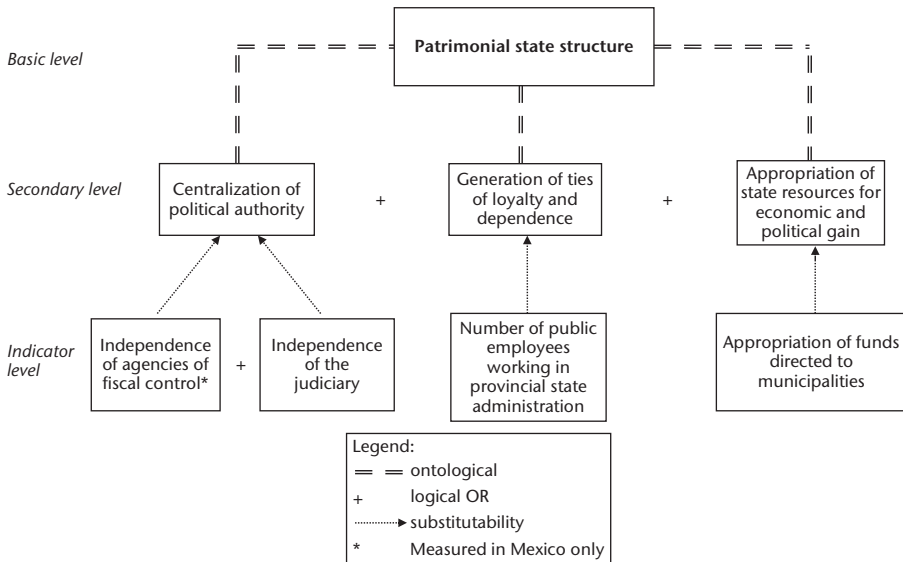 Basic level
Patrimonial state structure
Secondary level
Centralization of
political authority
+
Generation of ties
of loyalty and
dependence
+
Appropriation of
state resources for
economic and
political gain
Indicator
level
Independence
of agencies of
fiscal control*
+
Independence
of the
judiciary
Number of public
employees
working in
provincial state
administration
Appropriation of funds
directed to
municipalities
Legend:
ontological
+ logical OR
substitutability
* Measured in Mexico only